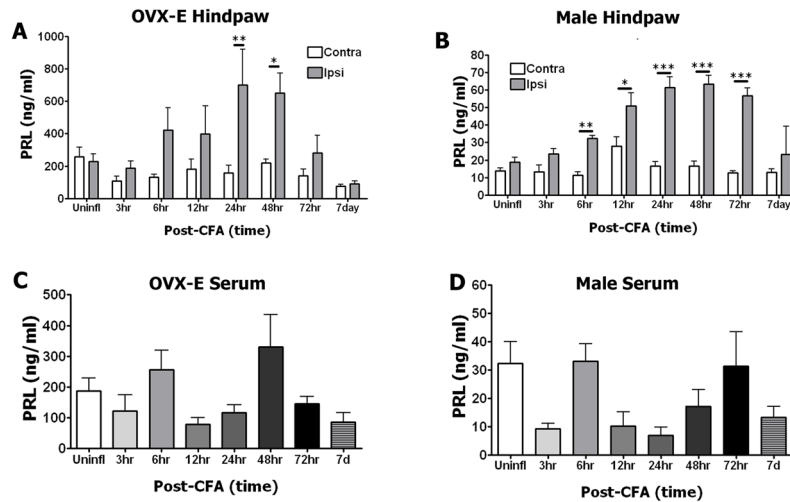 A
OVX-E Hindpaw
PRL (ng/ml)
1000
800
600
400
200
0
**
*
Contra
Ipsi
Uninfl 3hr 6hr 12hr 24hr 48hr 72hr 7day
Post-CFA (time)
B
Male Hindpaw
PRL (ng/ml)
80
70
60
50
40
30
20
10
0
Contra
Ipsi
**
*
***
***
***
Uninfl 3hr 6hr 12hr 24hr 48hr 72hr 7day
Post-CFA (time)
C
OVX-E Serum
PRL (ng/ml)
500
400
300
200
100
0
Uninfl 3hr 6hr 12hr 24hr 48hr 72hr 7d
Post-CFA (time)
D
Male Serum
PRL (ng/ml)
60
50
40
30
20
10
0
Uninfl 3hr 6hr 12hr 24hr 48hr 72hr 7d
Post-CFA (time)